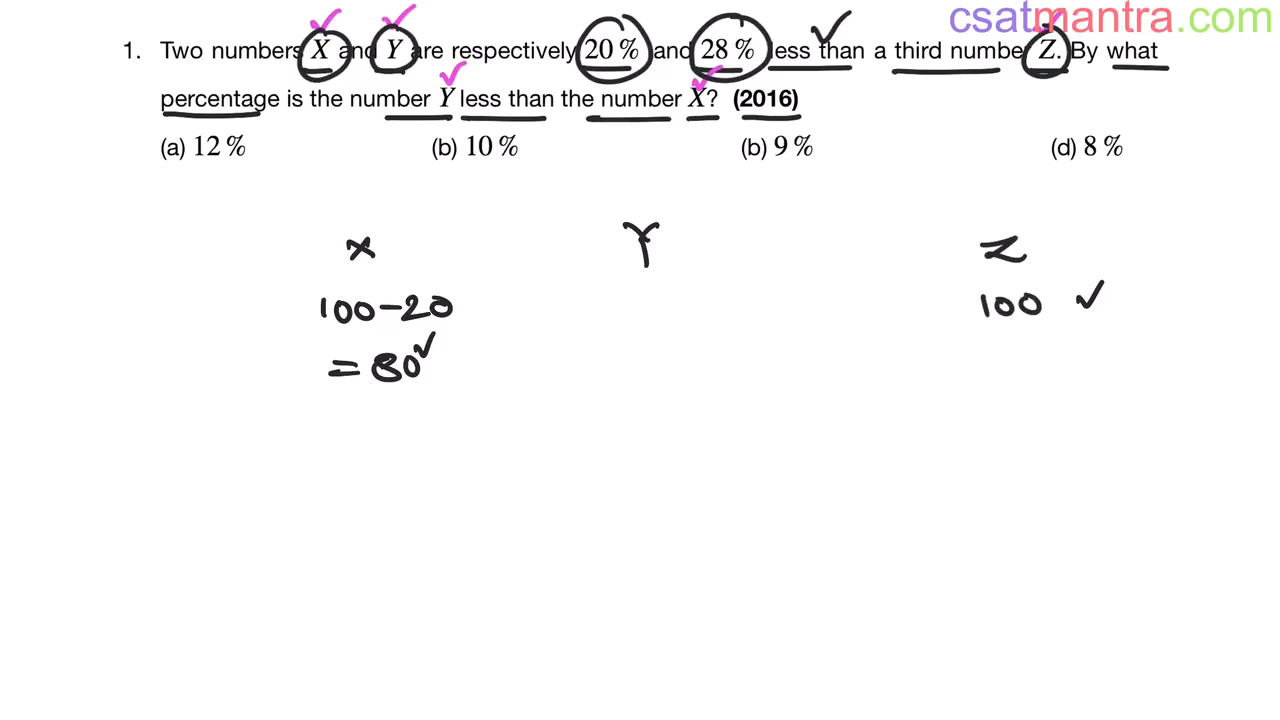 csatmantra.com
1. Two numbers X and Y are respectively 20 % and 28 % less than a third number Z. By what
percentage is the number Y less than the number X? (2016)
(a) 12 % (b) 10 % (b) 9 % (d) 8 %
X Y Z
100-20 100
= 80